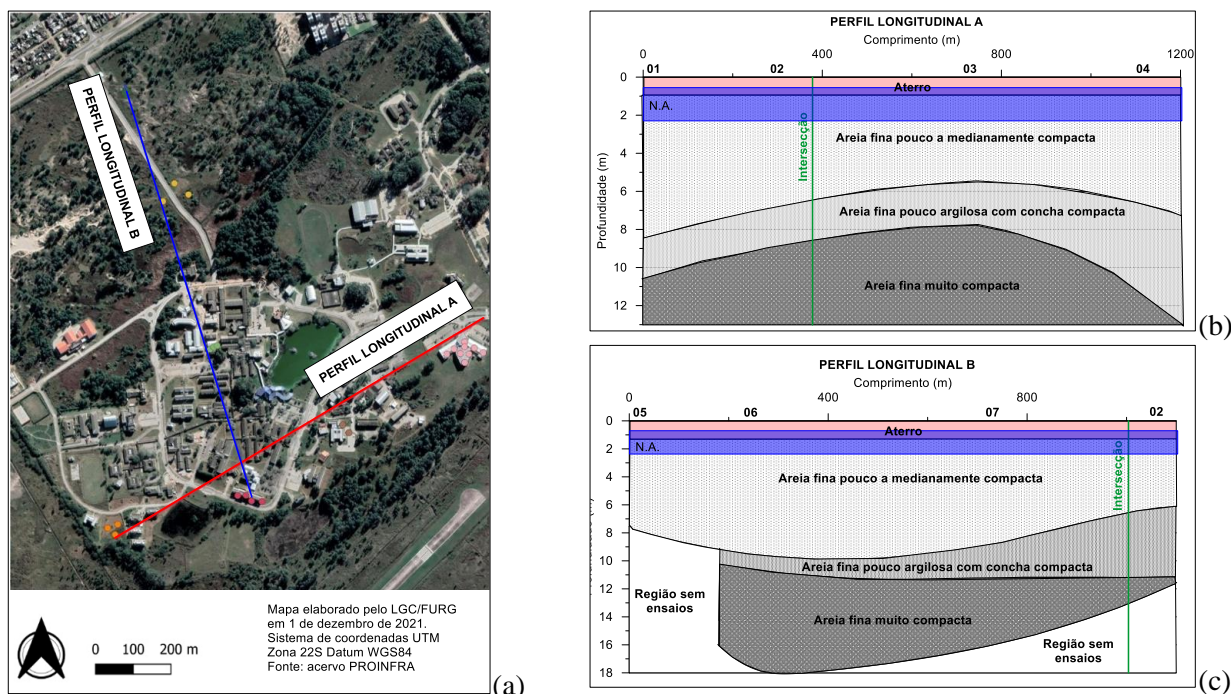 PERFIL LONGITUDINAL B
PERFIL LONGITUDINAL A
0 100 200 m
Mapa elaborado pelo LGC/FURG
em 1 de dezembro de 2021.
Sistema de coordenadas UTM
Zona 22S Datum WGS84
Fonte: acervo PROINFRA
(a)
PERFIL LONGITUDINAL A
Comprimento (m)
0 400 800 1200
01 02 03 04
Profundidade (m)
0
2
4
6
8
10
12
Aterro
N.A.
Intersecção
Areia fina pouco a medianamente compacta
Areia fina pouco argilosa com concha compacta
Areia fina muito compacta
(b)
PERFIL LONGITUDINAL B
Comprimento (m)
0 400 800
05 06 07 02
0
2
4
6
8
10
12
14
16
18
Aterro
N.A.
Intersecção
Areia fina pouco a medianamente compacta
Areia fina pouco argilosa com concha compacta
Região sem
ensaios
Areia fina muito compacta
Região sem
ensaios
(c)